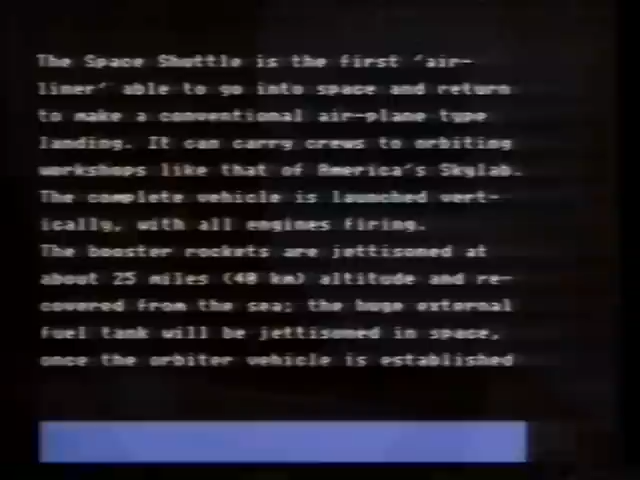 The Space Shuttle is the first 'air-
liner' able to go into space and return
to make a conventional air-plane type
landing. It can carry crews to orbiting
workshops like that of America's Skylab.
The complete vehicle is launched vert-
ically, with all engines firing.
The booster rockets are jettisoned at
about 25 miles (40 km) altitude and re-
covered from the sea; the huge external
fuel tank will be jettisoned in space,
once the orbiter vehicle is established